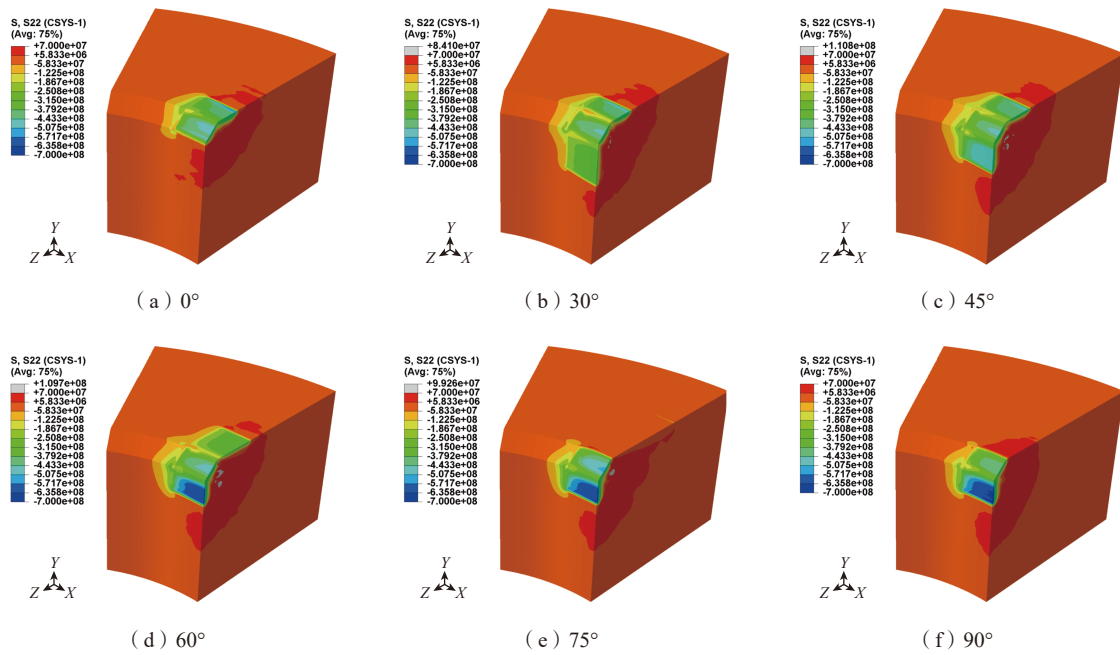 S, S22 (CSYS-1)
(Avg: 75%)
+7.000e+07
+5.833e+06
-5.833e+07
-1.225e+08
-1.867e+08
-2.508e+08
-3.150e+08
-3.792e+08
-4.433e+08
-5.075e+08
-5.717e+08
-6.358e+08
-7.000e+08
Y
Z X
(a) 0°
S, S22 (CSYS-1)
(Avg: 75%)
+8.410e+07
+7.000e+07
+5.833e+06
-5.833e+07
-1.225e+08
-1.867e+08
-2.508e+08
-3.150e+08
-3.792e+08
-4.433e+08
-5.075e+08
-5.717e+08
-6.358e+08
-7.000e+08
Y
Z X
(b) 30°
S, S22 (CSYS-1)
(Avg: 75%)
+1.108e+08
+7.000e+07
+5.833e+06
-5.833e+07
-1.225e+08
-1.867e+08
-2.508e+08
-3.150e+08
-3.792e+08
-4.433e+08
-5.075e+08
-5.717e+08
-6.358e+08
-7.000e+08
Y
Z X
(c) 45°
S, S22 (CSYS-1)
(Avg: 75%)
+1.097e+08
+7.000e+07
+5.833e+06
-5.833e+07
-1.225e+08
-1.867e+08
-2.508e+08
-3.150e+08
-3.792e+08
-4.433e+08
-5.075e+08
-5.717e+08
-6.358e+08
-7.000e+08
Y
Z X
(d) 60°
S, S22 (CSYS-1)
(Avg: 75%)
+9.926e+07
+7.000e+07
+5.833e+06
-5.833e+07
-1.225e+08
-1.867e+08
-2.508e+08
-3.150e+08
-3.792e+08
-4.433e+08
-5.075e+08
-5.717e+08
-6.358e+08
-7.000e+08
Y
Z X
(e) 75°
S, S22 (CSYS-1)
(Avg: 75%)
+7.000e+07
+5.833e+06
-5.833e+07
-1.225e+08
-1.867e+08
-2.508e+08
-3.150e+08
-3.792e+08
-4.433e+08
-5.075e+08
-5.717e+08
-6.358e+08
-7.000e+08
Y
Z X
(f) 90°